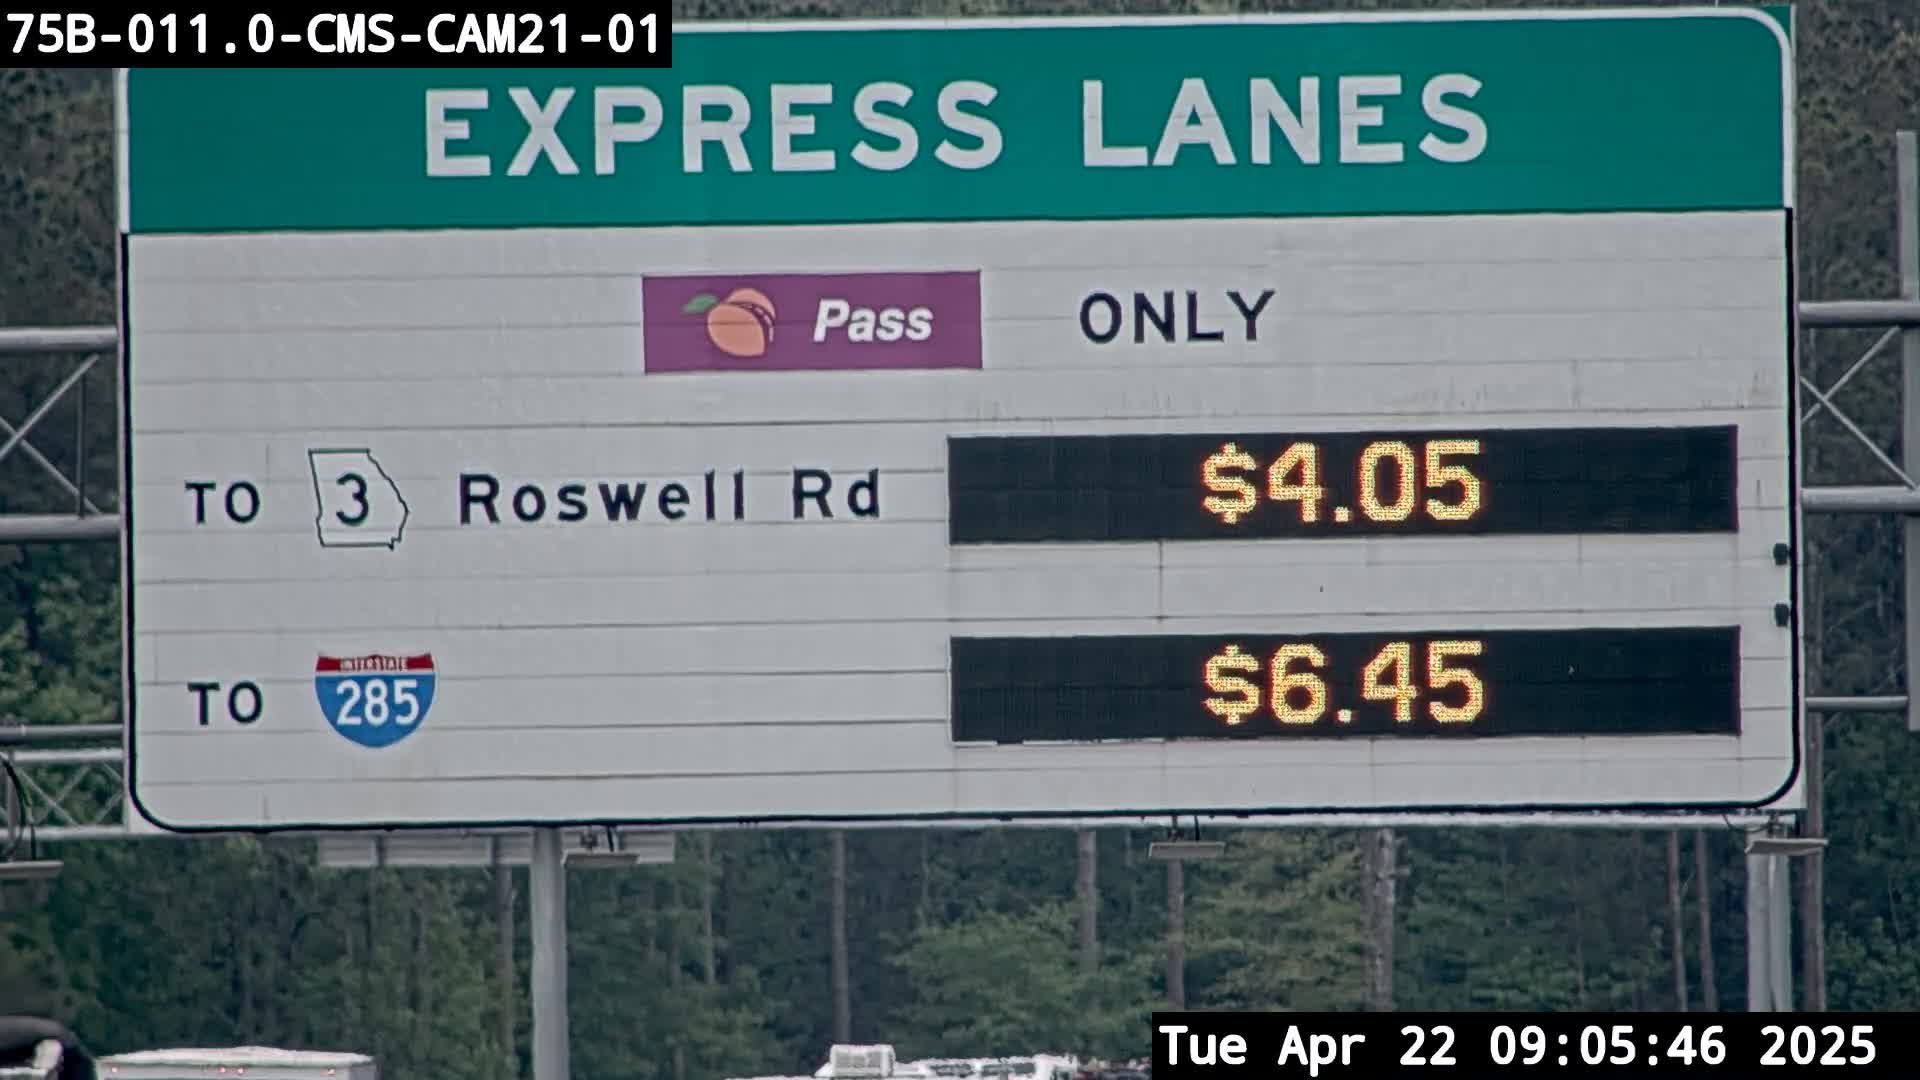 75B-011.0-CMS-CAM21-01
EXPRESS LANES
Pass ONLY
TO 3 Roswell Rd $4.05
INTERSTATE
TO 285 $6.45
Tue Apr 22 09:05:46 2025